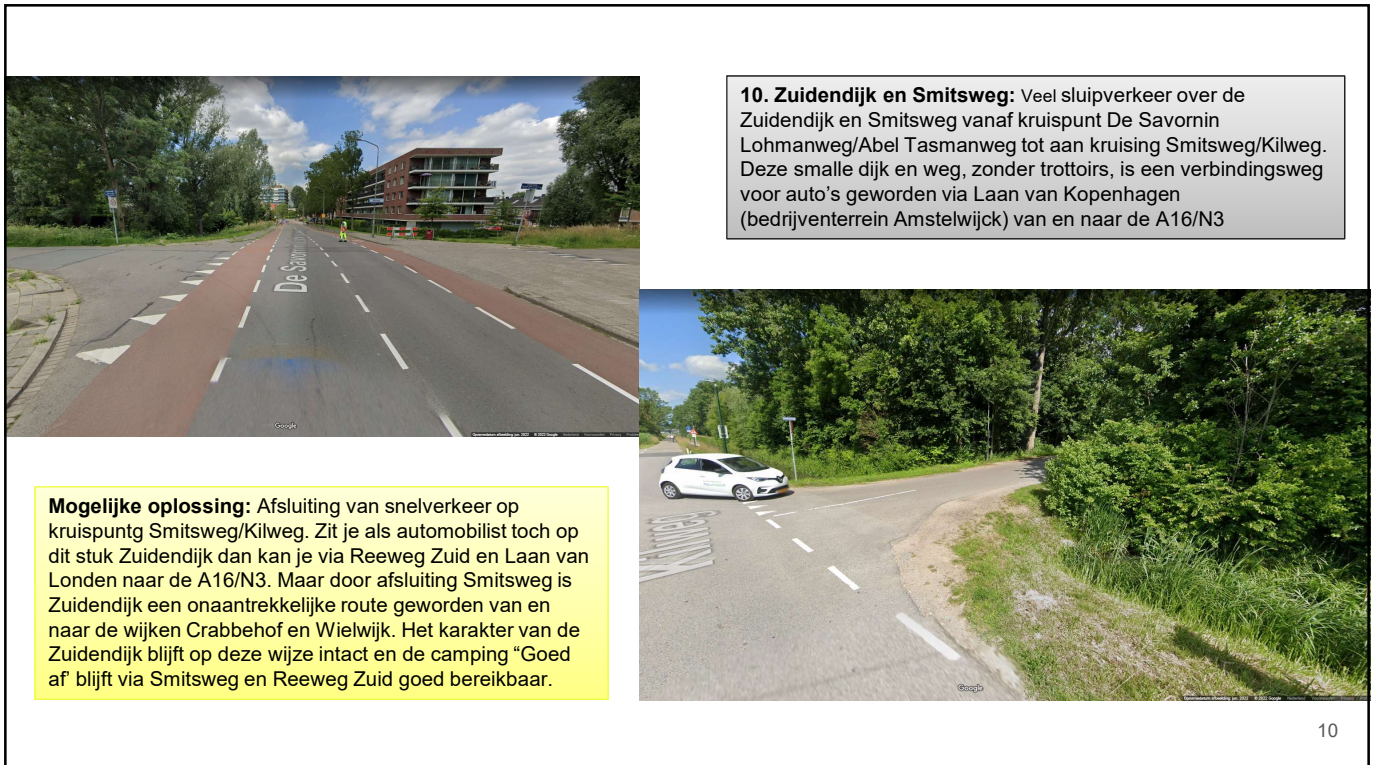 10. Zuidendijk en Smitsweg: Veel sluipverkeer over de
Zuidendijk en Smitsweg vanaf kruispunt De Savornin
Lohmanweg/Abel Tasmanweg tot aan kruising Smitsweg/Kilweg.
Deze smalle dijk en weg, zonder trottoirs, is een verbindingsweg
voor auto’s geworden via Laan van Kopenhagen
(bedrijventerrein Amstelwijck) van en naar de A16/N3
De Savor
Google
Kilweg
Google
Mogelijke oplossing: Afsluiting van snelverkeer op
kruispuntg Smitsweg/Kilweg. Zit je als automobilist toch op
dit stuk Zuidendijk dan kan je via Reeweg Zuid en Laan van
Londen naar de A16/N3. Maar door afsluiting Smitsweg is
Zuidendijk een onaantrekkelijke route geworden van en
naar de wijken Crabbehof en Wielwijk. Het karakter van de
Zuidendijk blijft op deze wijze intact en de camping “Goed
af’ blijft via Smitsweg en Reeweg Zuid goed bereikbaar.
10